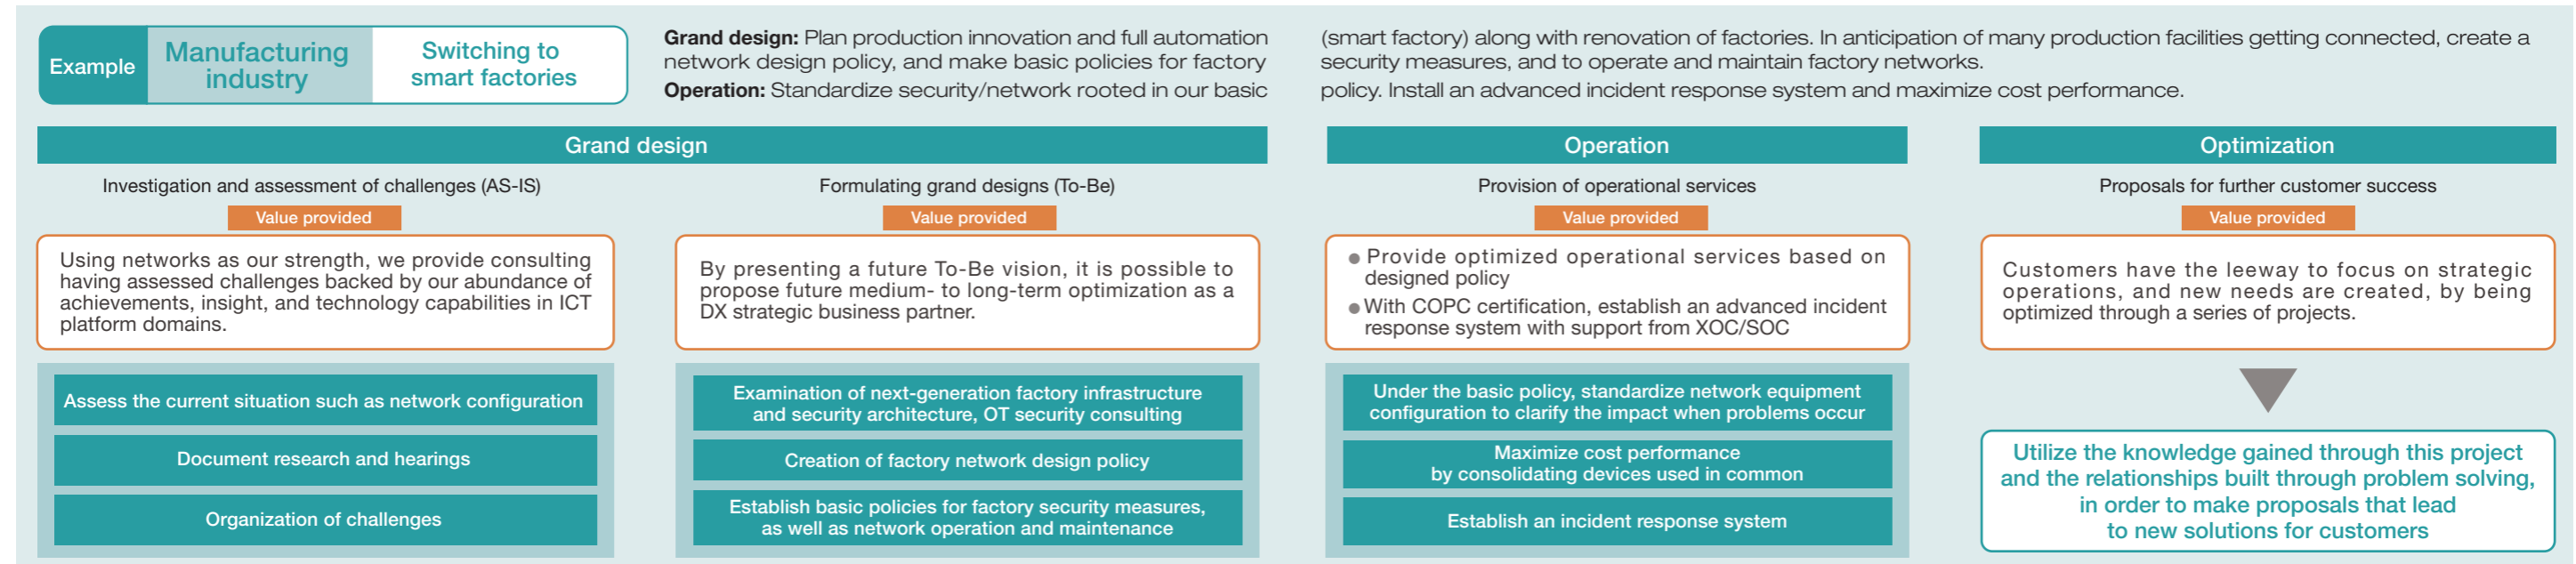 Example
Manufacturing
industry
Switching to
smart factories
Grand design: Plan production innovation and full automation
network design policy, and make basic policies for factory
Operation: Standardize security/network rooted in our basic
(smart factory) along with renovation of factories. In anticipation of many production facilities getting connected, create a
security measures, and to operate and maintain factory networks.
policy. Install an advanced incident response system and maximize cost performance.
Grand design
Investigation and assessment of challenges (AS-IS)
Value provided
Using networks as our strength, we provide consulting
having assessed challenges backed by our abundance of
achievements, insight, and technology capabilities in ICT
platform domains.
Assess the current situation such as network configuration
Document research and hearings
Organization of challenges
Formulating grand designs (To-Be)
Value provided
By presenting a future To-Be vision, it is possible to
propose future medium- to long-term optimization as a
DX strategic business partner.
Examination of next-generation factory infrastructure
and security architecture, OT security consulting
Creation of factory network design policy
Establish basic policies for factory security measures,
as well as network operation and maintenance
Operation
Provision of operational services
Value provided
● Provide optimized operational services based on
designed policy
● With COPC certification, establish an advanced incident
response system with support from XOC/SOC
Under the basic policy, standardize network equipment
configuration to clarify the impact when problems occur
Maximize cost performance
by consolidating devices used in common
Establish an incident response system
Optimization
Proposals for further customer success
Value provided
Customers have the leeway to focus on strategic
operations, and new needs are created, by being
optimized through a series of projects.
Utilize the knowledge gained through this project
and the relationships built through problem solving,
in order to make proposals that lead
to new solutions for customers